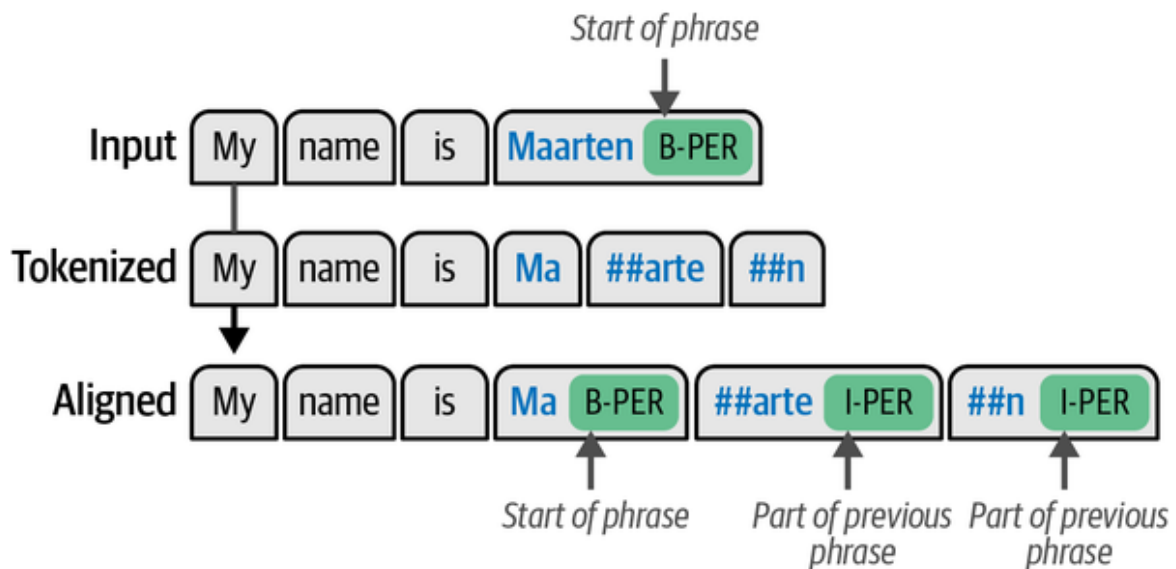 Start of phrase
Input My name is Maarten B-PER
Tokenized My name is Ma ##arte ##n
Aligned My name is Ma B-PER ##arte I-PER ##n I-PER
Start of phrase Part of previous Part of previous
phrase phrase